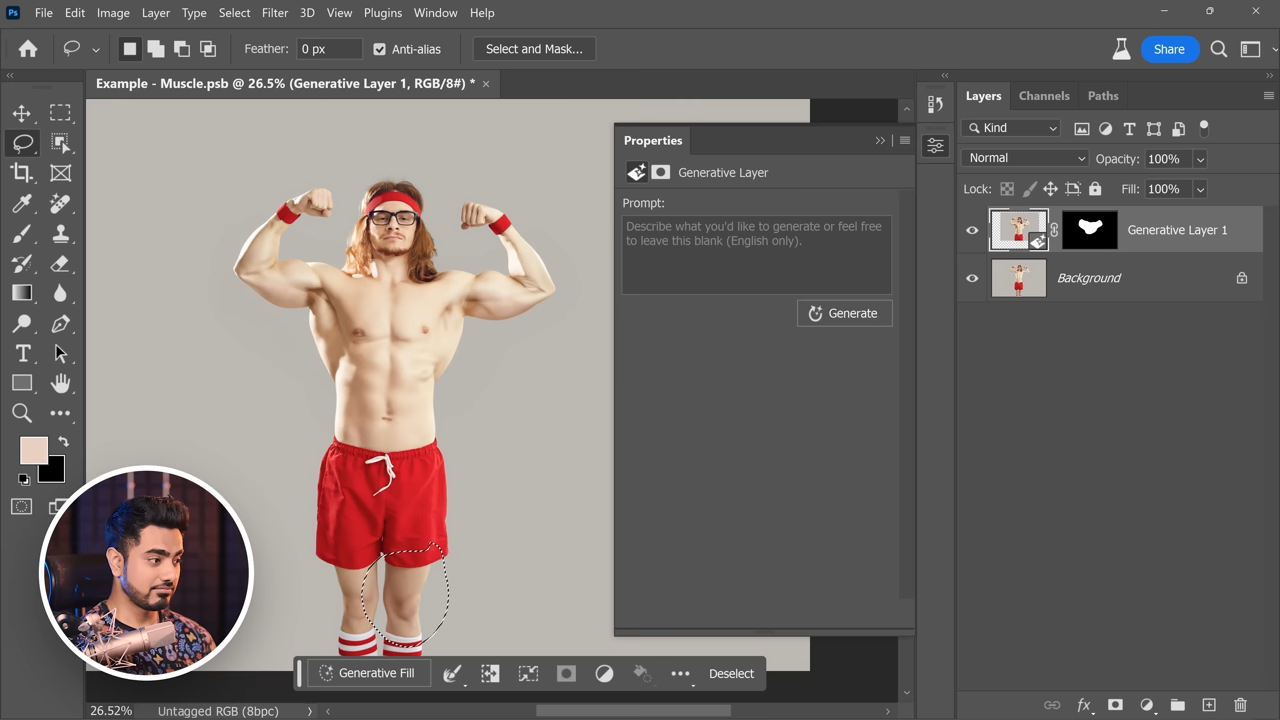 Ps File Edit Image Layer Type Select Filter 3D View Plugins Window Help
Feather: 0 px Anti-alias Select and Mask... Share
Example - Muscle.psb @ 26.5% (Generative Layer 1, RGB/8#) *
Properties
Generative Layer
Prompt:
Describe what you'd like to generate or feel free
to leave this blank (English only).
Generate
Layers Channels Paths
Kind
Normal Opacity: 100%
Lock: Fill: 100%
Generative Layer 1
Background
Generative Fill Deselect
26.52% Untagged RGB (8bpc)
fx